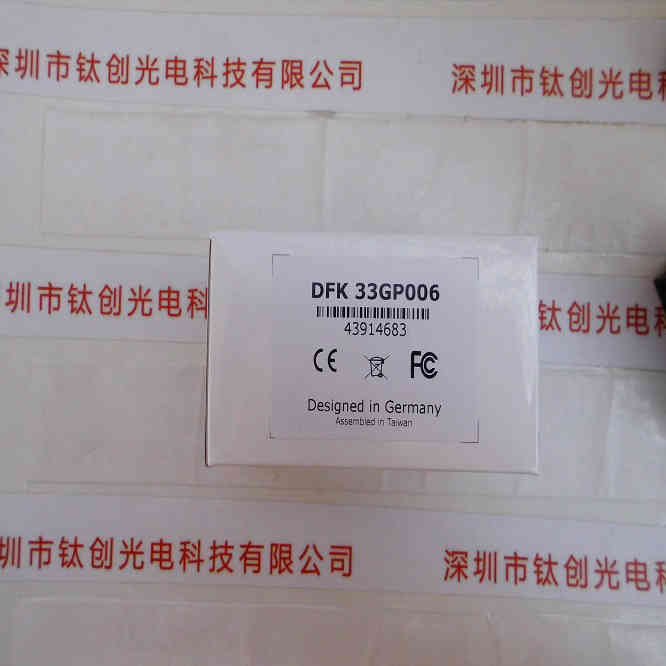 深圳市钛创光电科技有限公司
深圳市钛创光电科
圳市钛创光电科
钛创光电科
DFK 33GP006
43914683
CE
FC
Designed in Germany
Assembled in Taiwan
圳市钛创光电科技有限公司
深圳市钛创光电科